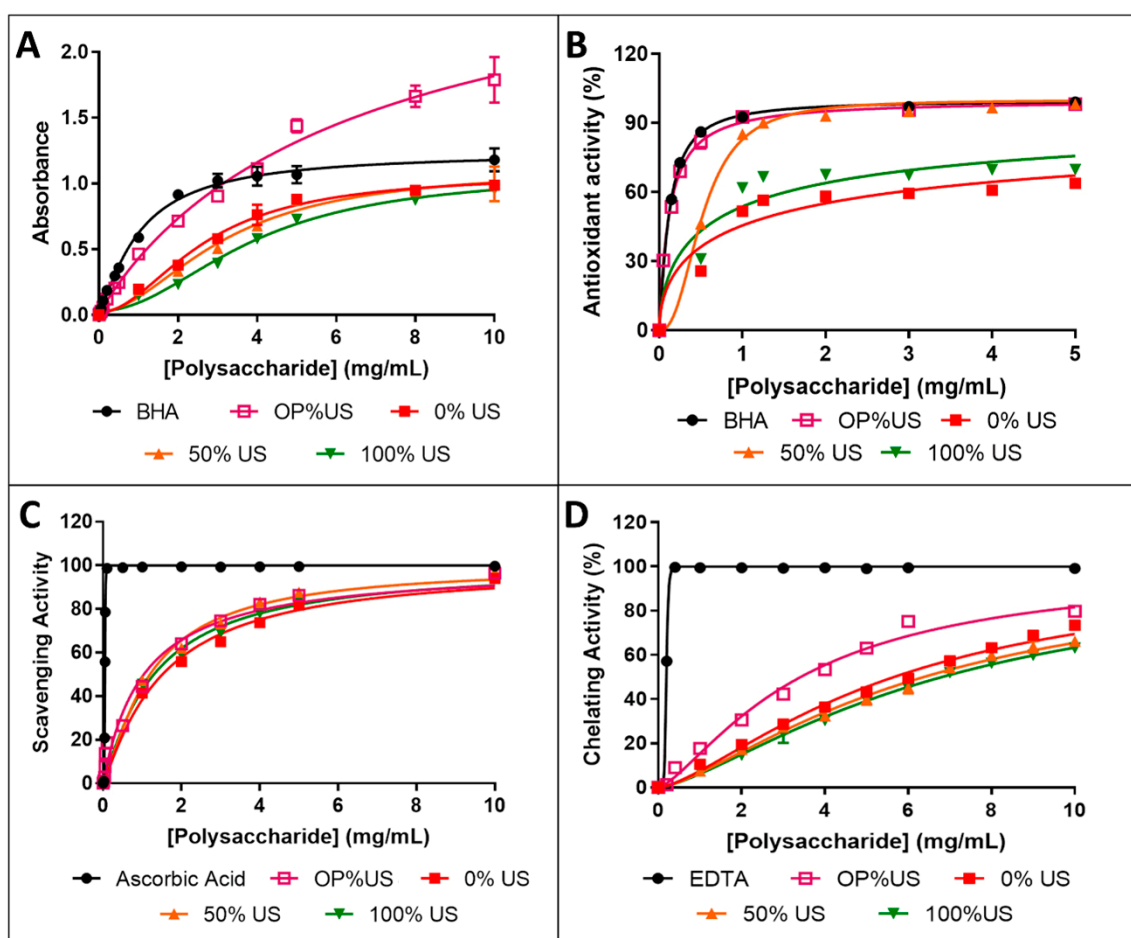 A
Absorbance
2.0
1.5
1.0
0.5
0.0
0 2 4 6 8 10
[Polysaccharide] (mg/mL)
BHA OP%US 0% US
50% US 100% US
B
Antioxidant activity (%)
120
90
60
30
0
0 1 2 3 4 5
[Polysaccharide] (mg/mL)
BHA OP%US 0% US
50% US 100% US
C
Scavenging Activity
120
100
80
60
40
20
0
0 2 4 6 8 10
[Polysaccharide] (mg/mL)
Ascorbic Acid OP%US 0% US
50% US 100% US
D
Chelating Activity (%)
120
100
80
60
40
20
0
0 2 4 6 8 10
[Polysaccharide] (mg/mL)
EDTA OP%US 0% US
50% US 100%US